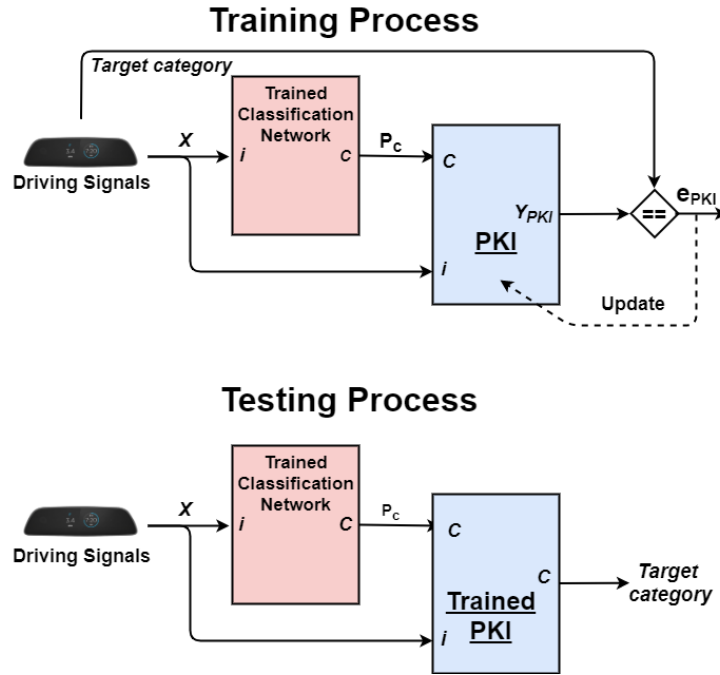 Training Process
Target category
Trained
Classification
Network
X
i
c
Pc
C
Driving Signals
YPKI
==
ePKI
PKI
i
Update
Testing Process
Trained
Classification
Network
X
i
C
Pc
C
Driving Signals
C
Target
category
Trained
PKI
i